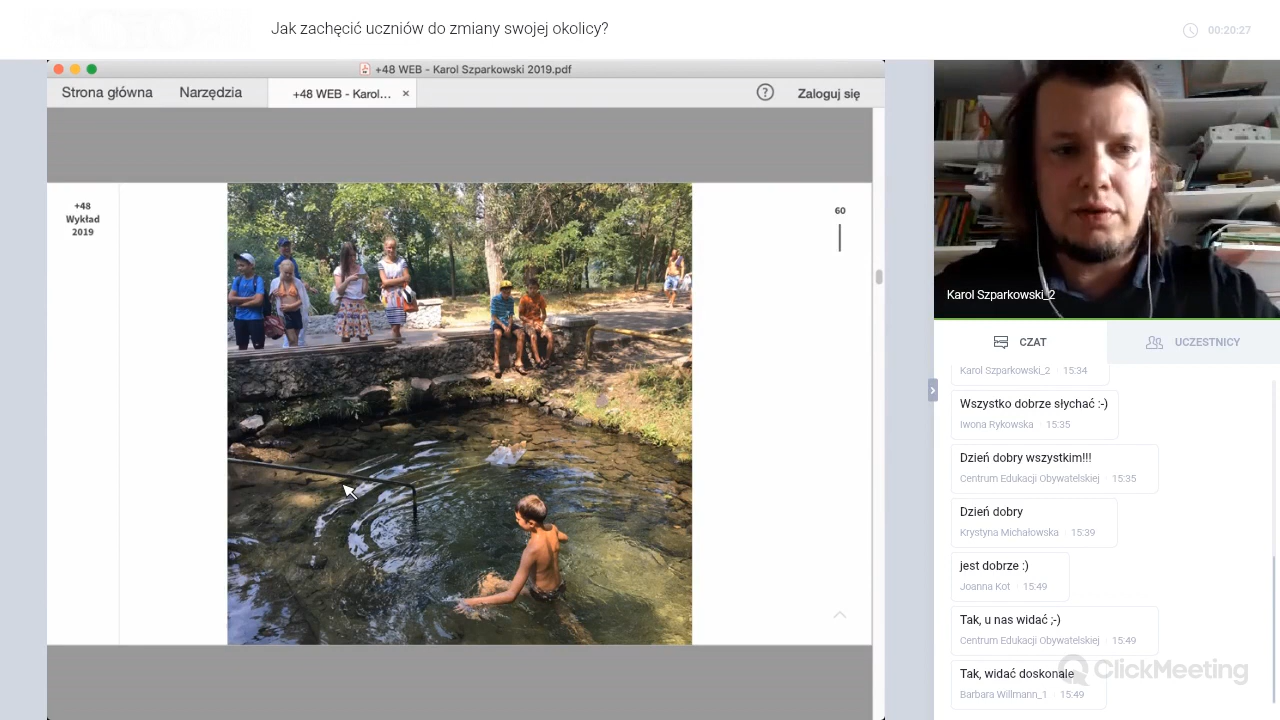 Jak zachęcić uczniów do zmiany swojej okolicy?
00:20:27
+48 WEB - Karol Szparkowski 2019.pdf
Strona główna
Narzędzia
+48 WEB - Karol...
×
?
Zaloguj się
+48
Wykład
2019
60
Karol Szparkowski_2
CZAT
UCZESTNICY
Karol Szparkowski_2 15:34
Wszystko dobrze słychać :-)
Iwona Rykowska 15:35
Dzień dobry wszystkim!!!
Centrum Edukacji Obywatelskiej 15:35
Dzień dobry
Krystyna Michałowska 15:39
jest dobrze :)
Joanna Kot 15:49
Tak, u nas widać ;-)
Centrum Edukacji Obywatelskiej 15:49
Tak, widać doskonale
Barbara Willmann_1 15:49
ClickMeeting